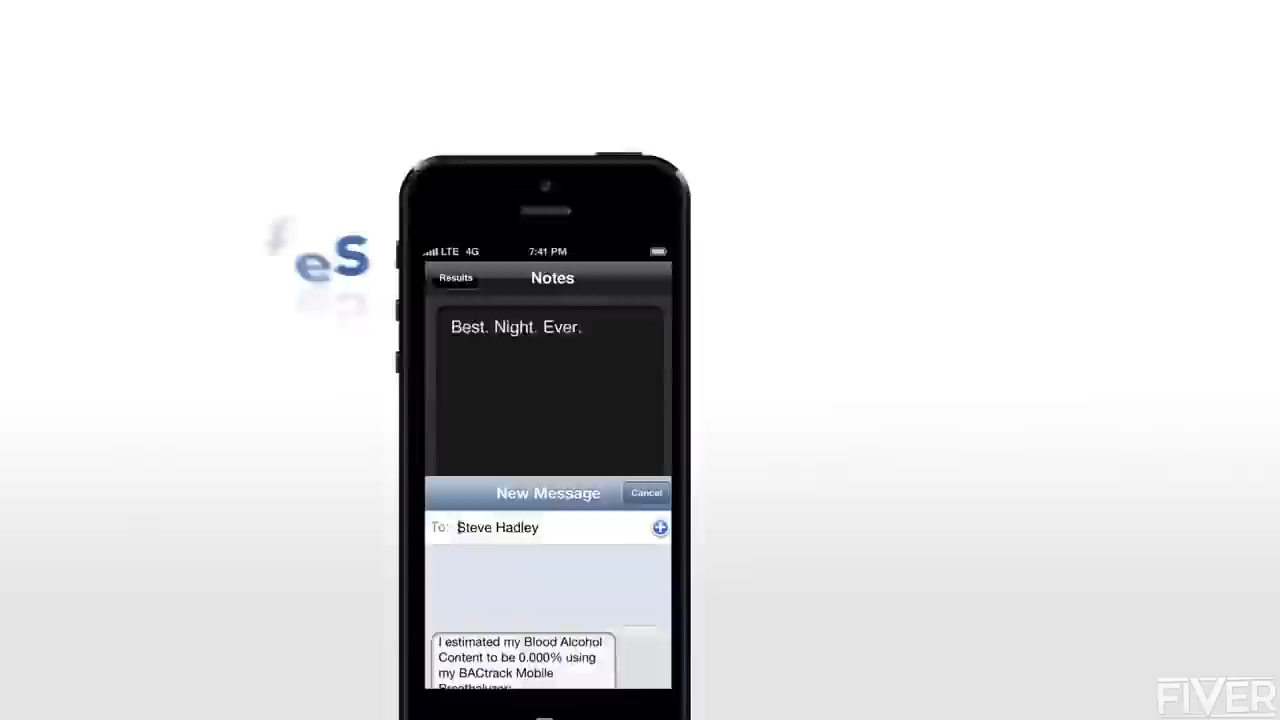 es
LTE 4G 7:41 PM
Results Notes
Best. Night. Ever.
New Message Cancel
To: Steve Hadley
I estimated my Blood Alcohol
Content to be 0.000% using
my BACtrack Mobile
Breathalyzer:
FIVER